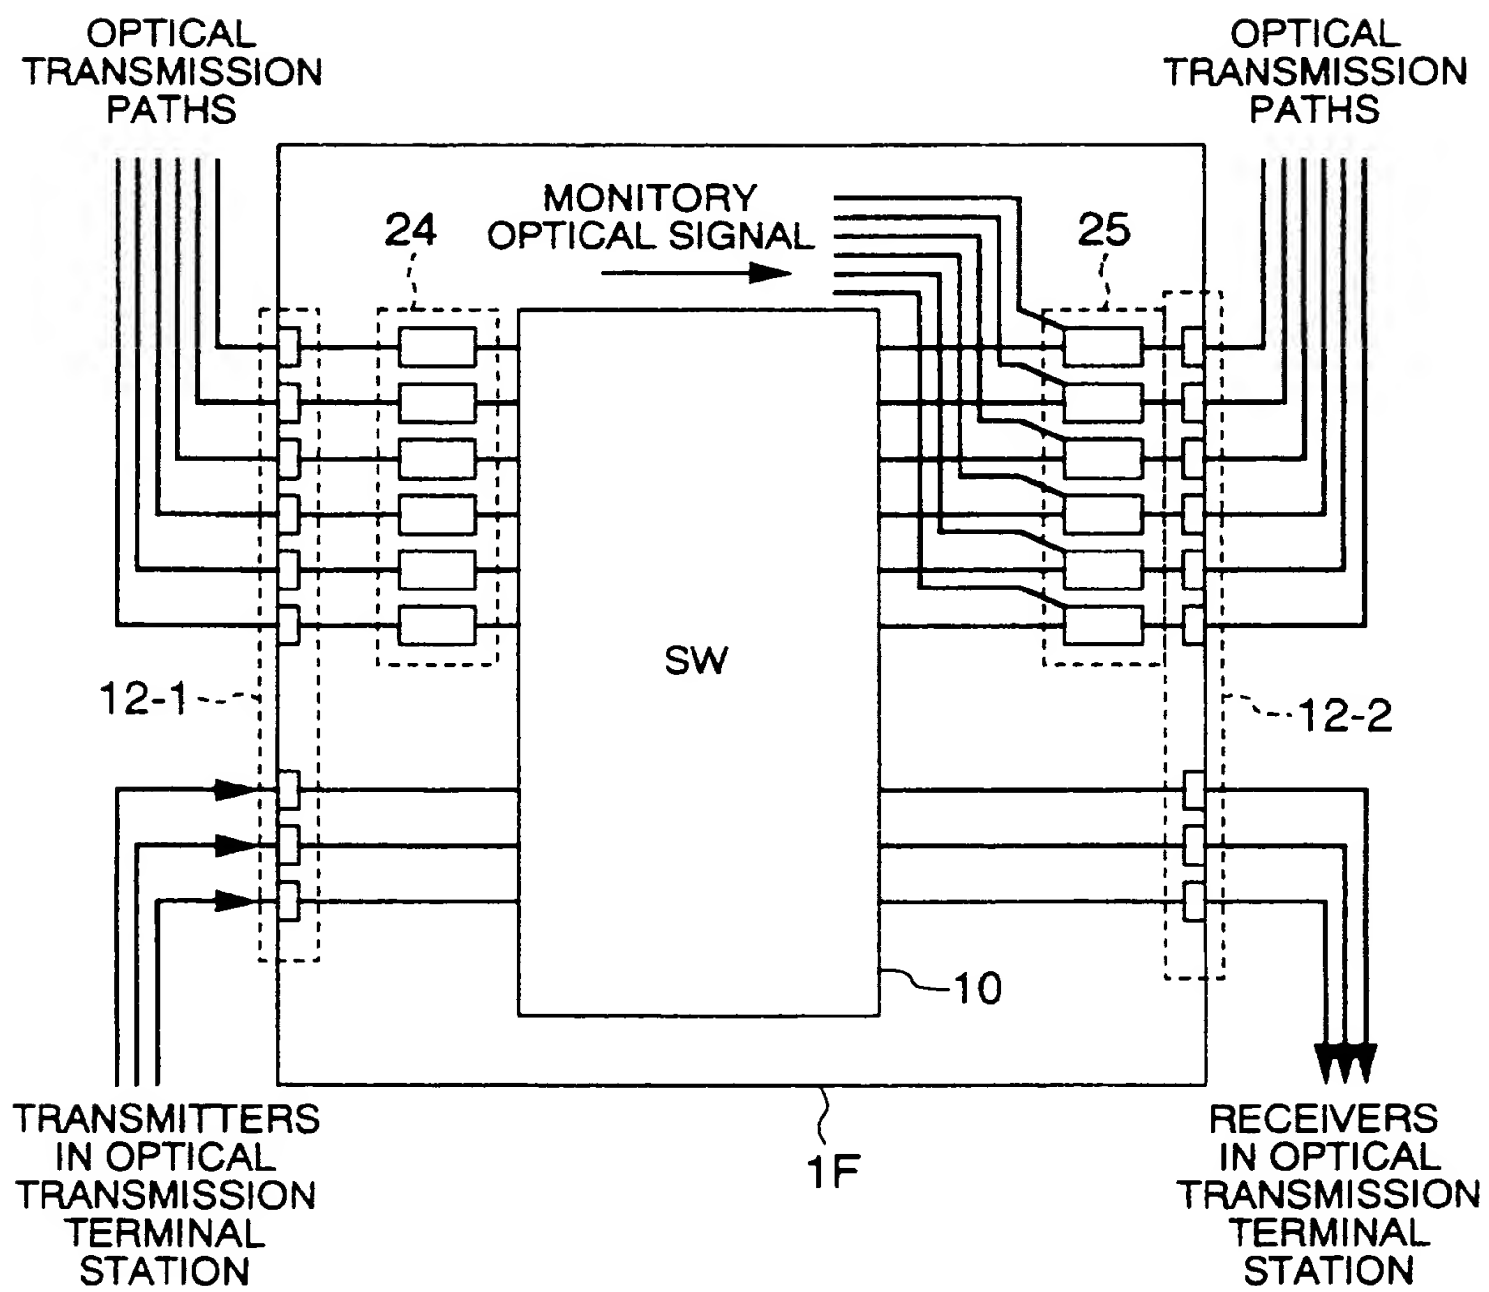 OPTICAL
TRANSMISSION
PATHS
OPTICAL
TRANSMISSION
PATHS
MONITORY
OPTICAL SIGNAL
24
25
SW
12-1
12-2
10
TRANSMITTERS
IN OPTICAL
TRANSMISSION
TERMINAL
STATION
1F
RECEIVERS
IN OPTICAL
TRANSMISSION
TERMINAL
STATION